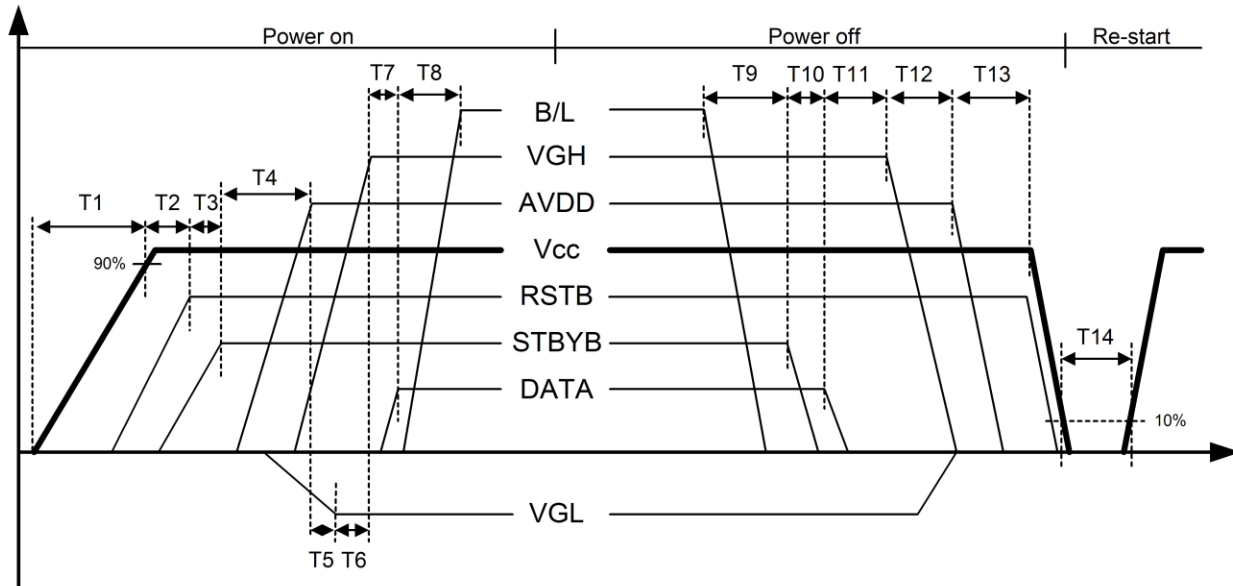 Power on Power off Re-start
T7 T8 T9 T10 T11 T12 T13
B/L
VGH
T4
AVDD
T1 T2 T3
Vcc
90%
RSTB
STBYB
T14
DATA
10%
VGL
T5 T6